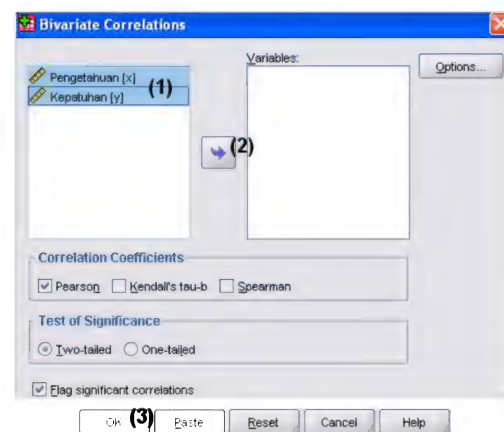 Bivariate Correlations
Variables:
Options...
Pengetahuan [x]
Kepatuhan [y]
(1)
(2)
Correlation Coefficients
Pearson Kendall's tau-b Spearman
Test of Significance
Two-tailed One-tailed
Flag significant correlations
OK (3) Paste Reset Cancel Help